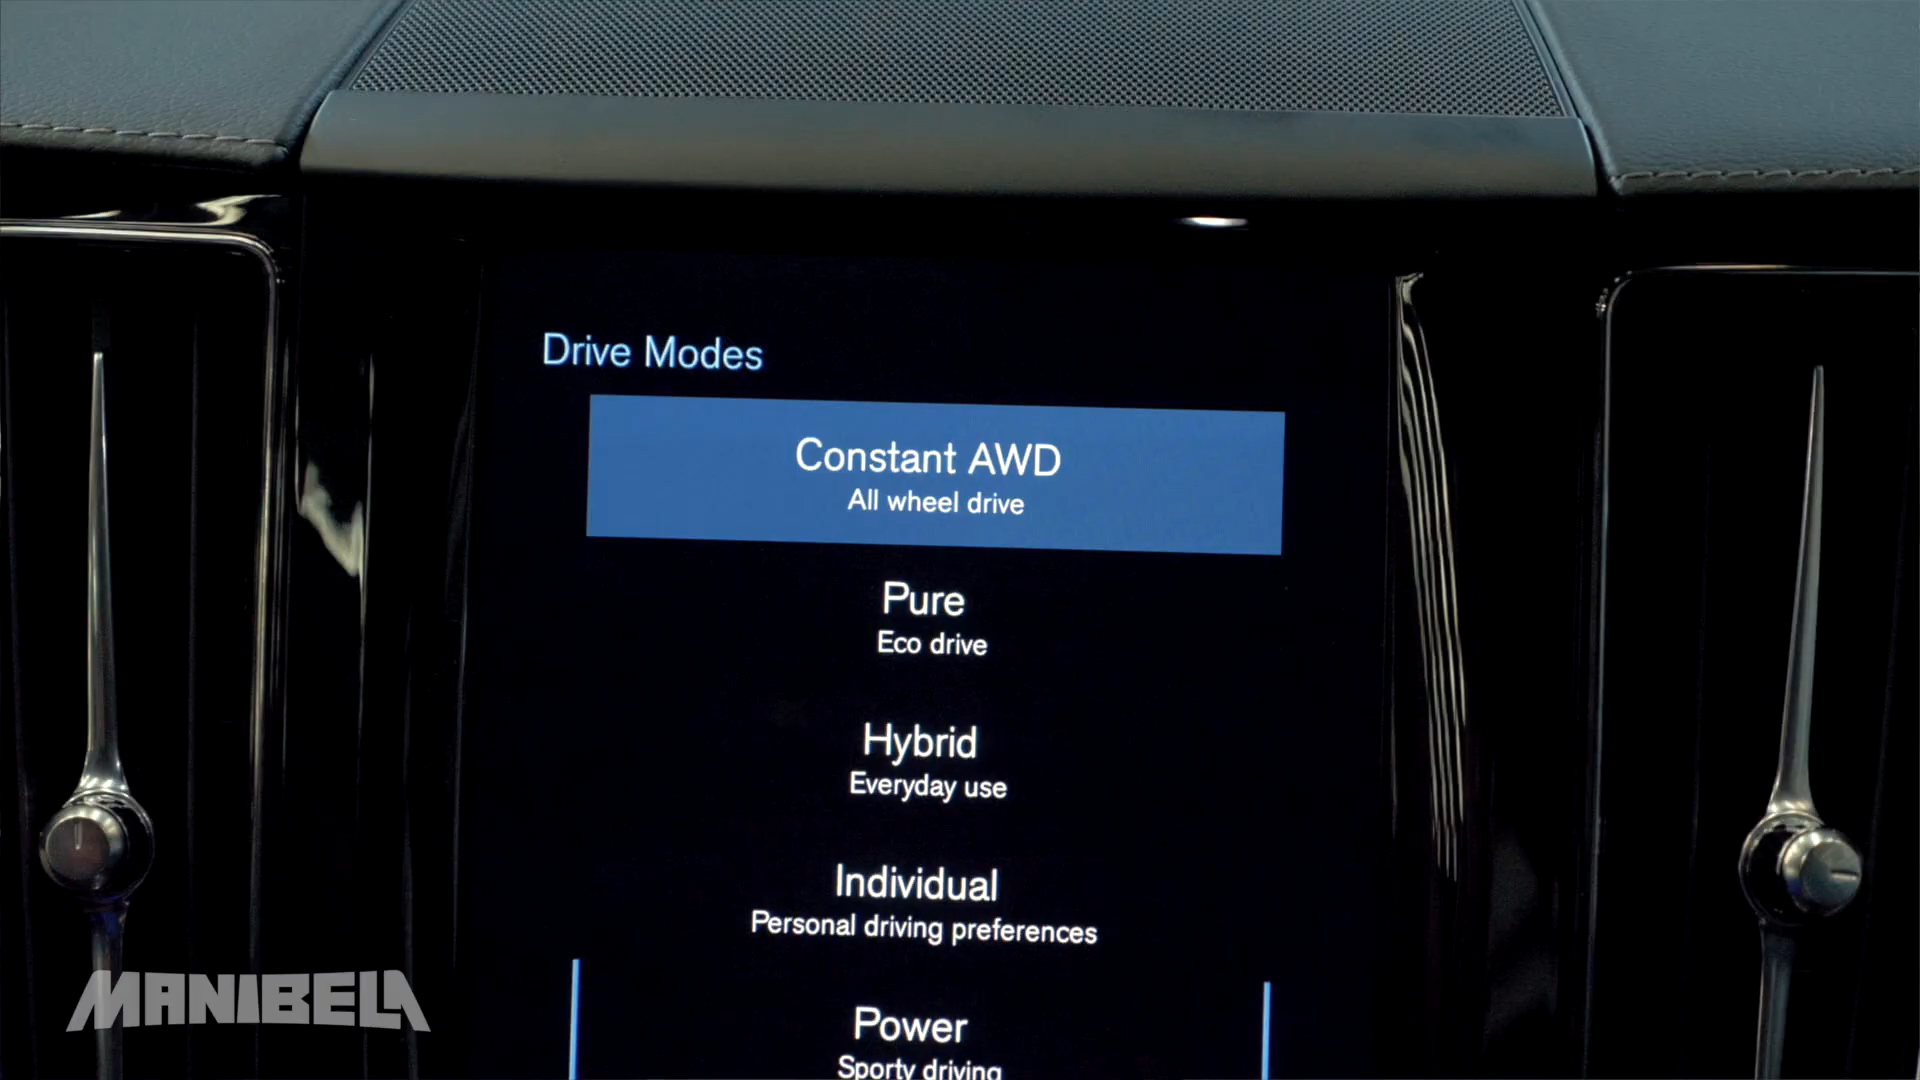 Drive Modes
Constant AWD
All wheel drive
Pure
Eco drive
Hybrid
Everyday use
Individual
Personal driving preferences
Power
Sporty driving
MANIBELA